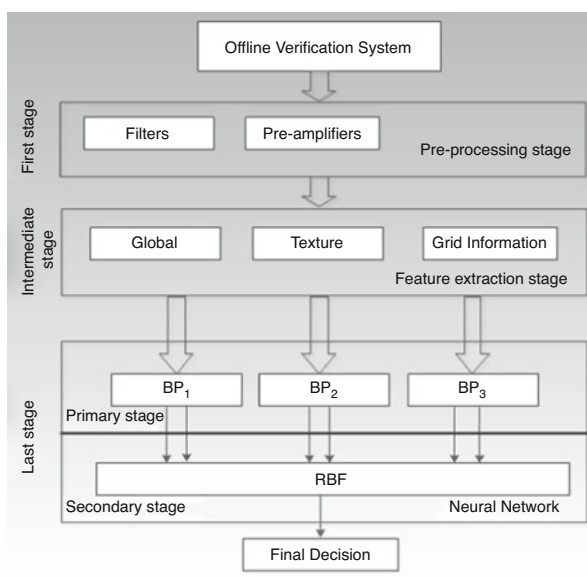 Offline Verification System
First stage
Filters
Pre-amplifiers
Pre-processing stage
Intermediate
stage
Global
Texture
Grid Information
Feature extraction stage
Last stage
BP1
BP2
BP3
Primary stage
RBF
Secondary stage
Neural Network
Final Decision